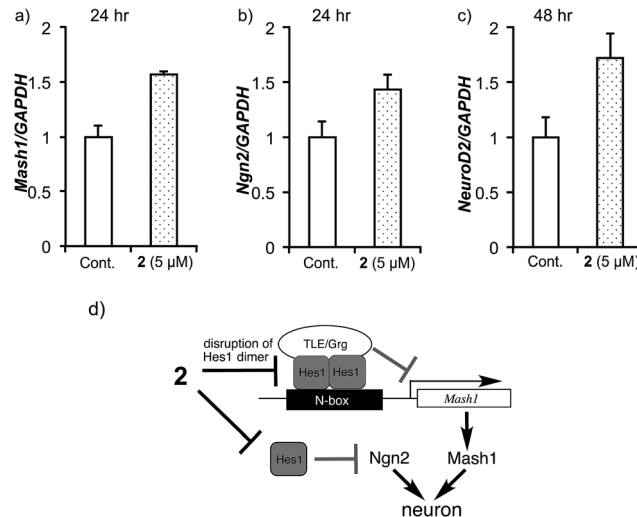 a) 24 hr
Mash1/GAPDH
2
1.5
1
0.5
0
Cont. 2 (5 µM)
b) 24 hr
Ngn2/GAPDH
2
1.5
1
0.5
0
Cont. 2 (5 µM)
c) 48 hr
NeuroD2/GAPDH
2
1.5
1
0.5
0
Cont. 2 (5 µM)
d)
disruption of
Hes1 dimer
2
TLE/Grg
Hes1 Hes1
N-box
Mash1
Hes1
Ngn2
Mash1
neuron